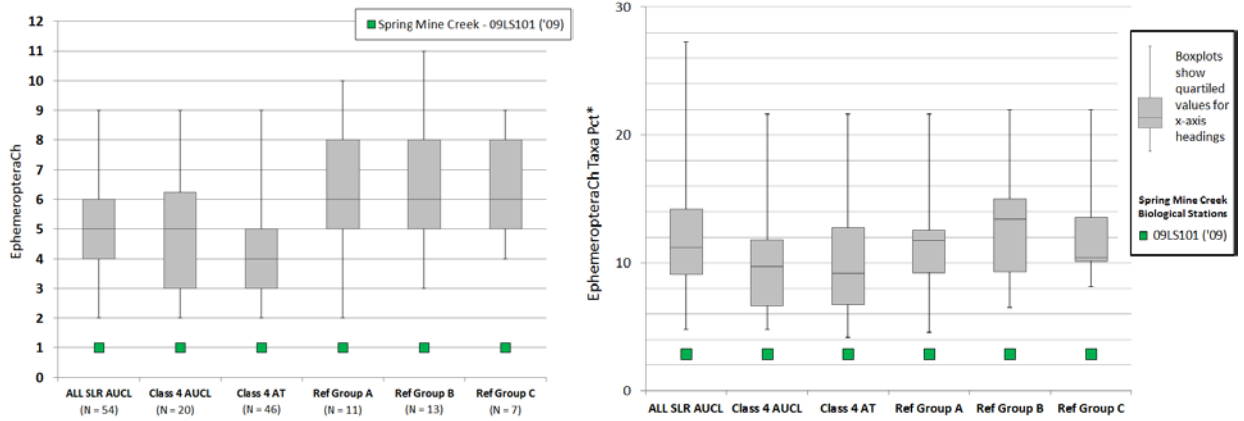 12
11
10
9
8
7
6
5
4
3
2
1
0
EphemeropteraCh
Spring Mine Creek - 09LS101 ('09)
ALL SLR AUCL
(N = 54)
Class 4 AUCL
(N = 20)
Class 4 AT
(N = 46)
Ref Group A
(N = 11)
Ref Group B
(N = 13)
Ref Group C
(N = 7)
30
20
10
0
EphemeropteraCh Taxa Pct*
ALL SLR AUCL
Class 4 AUCL
Class 4 AT
Ref Group A
Ref Group B
Ref Group C
Boxplots
show
quartiled
values for
x-axis
headings
Spring Mine Creek
Biological Stations
09LS101 ('09)